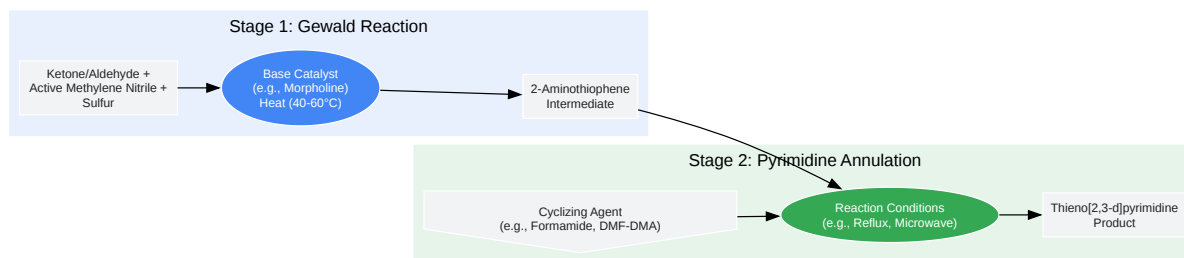 Stage 1: Gewald Reaction
Ketone/Aldehyde +
Active Methylene Nitrile +
Sulfur
Base Catalyst
(e.g., Morpholine)
Heat (40-60°C)
2-Aminothiophene
Intermediate
Stage 2: Pyrimidine Annulation
Cyclizing Agent
(e.g., Formamide, DMF-DMA)
Reaction Conditions
(e.g., Reflux, Microwave)
Thieno[2,3-d]pyrimidine
Product